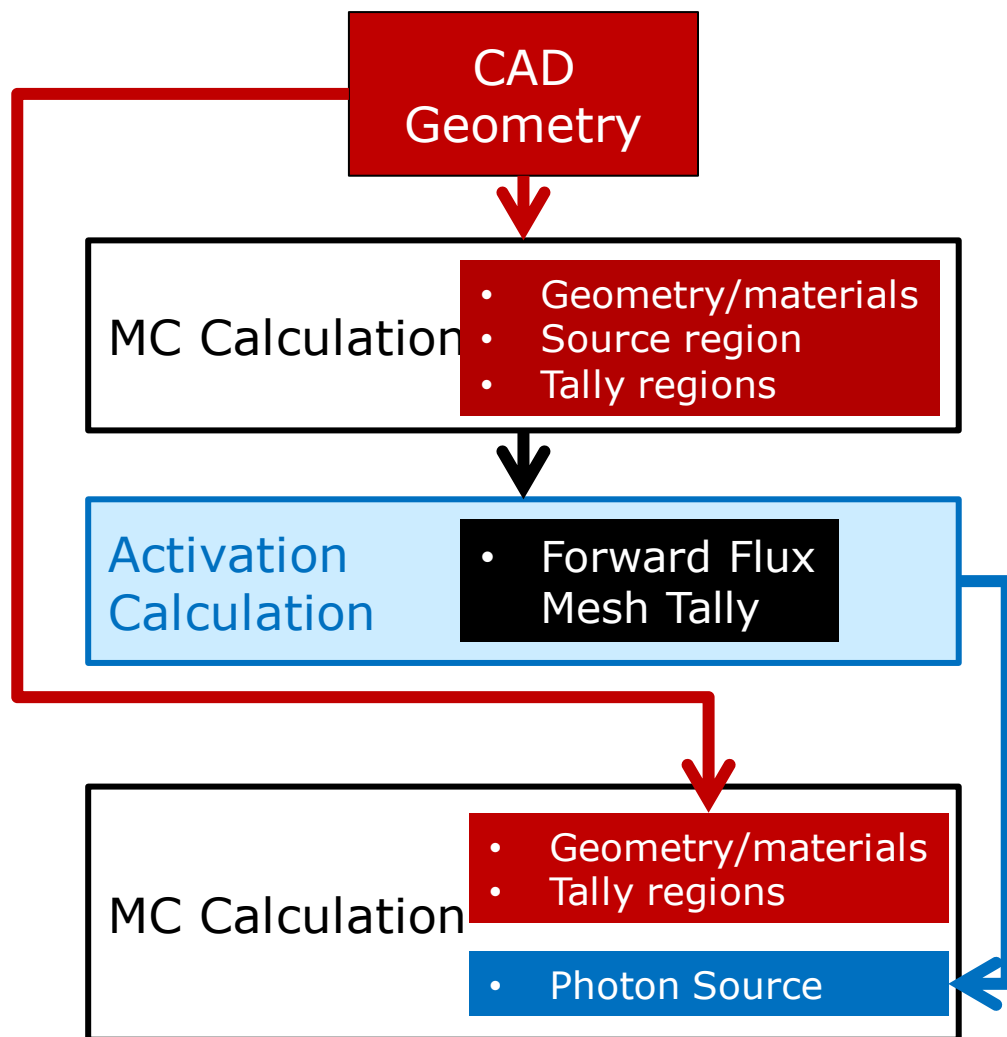 CAD
Geometry
MC Calculation
• Geometry/materials
• Source region
• Tally regions
Activation
Calculation
• Forward Flux
Mesh Tally
MC Calculation
• Geometry/materials
• Tally regions
• Photon Source